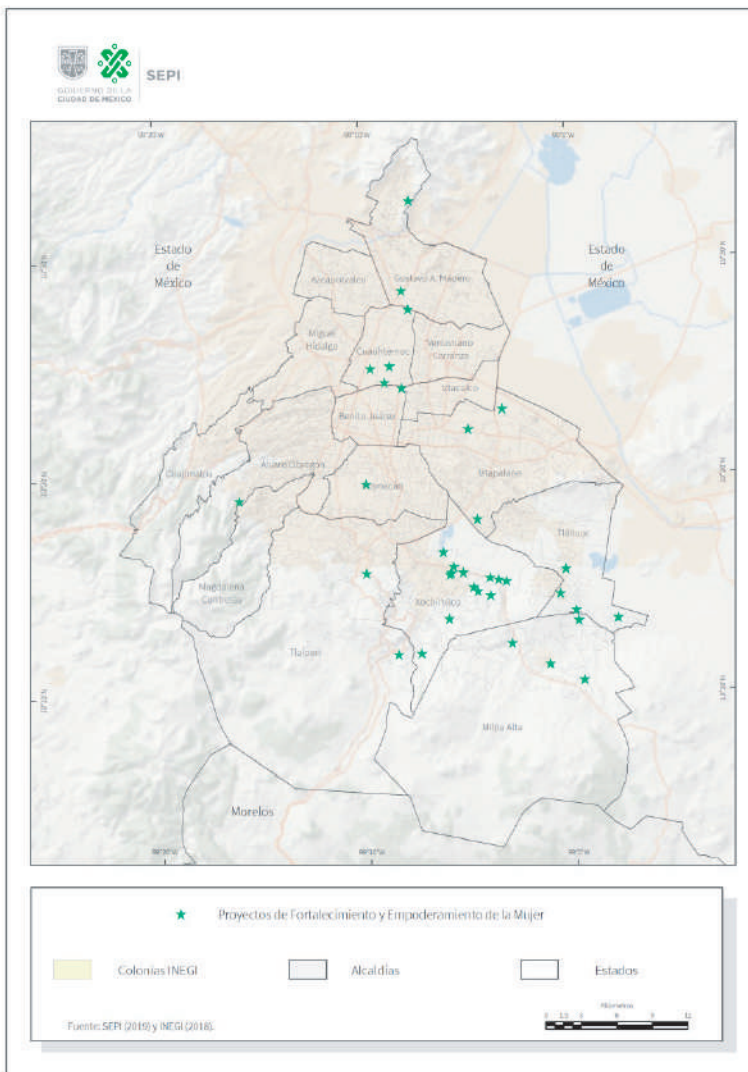 GOBIERNO DE LA
CIUDAD DE MÉXICO
SEPI
Estado
de
México
Estado
de
México
Azcapotzalco
Gustavo A. Madero
Miguel
Hidalgo
Cuauhtémoc
Venustiano
Carranza
Iztacalco
Benito Juárez
Cuajimalpa
Álvaro Obregón
Iztapalapa
Tláhuac
Magdalena
Contreras
Xochimilco
Tlalpan
Milpa Alta
Morelos
Proyectos de Fortalecimiento y Empoderamiento de la Mujer
Colonias INEGI
Alcaldías
Estados
Fuente: SEPI (2019) y INEGI (2018).